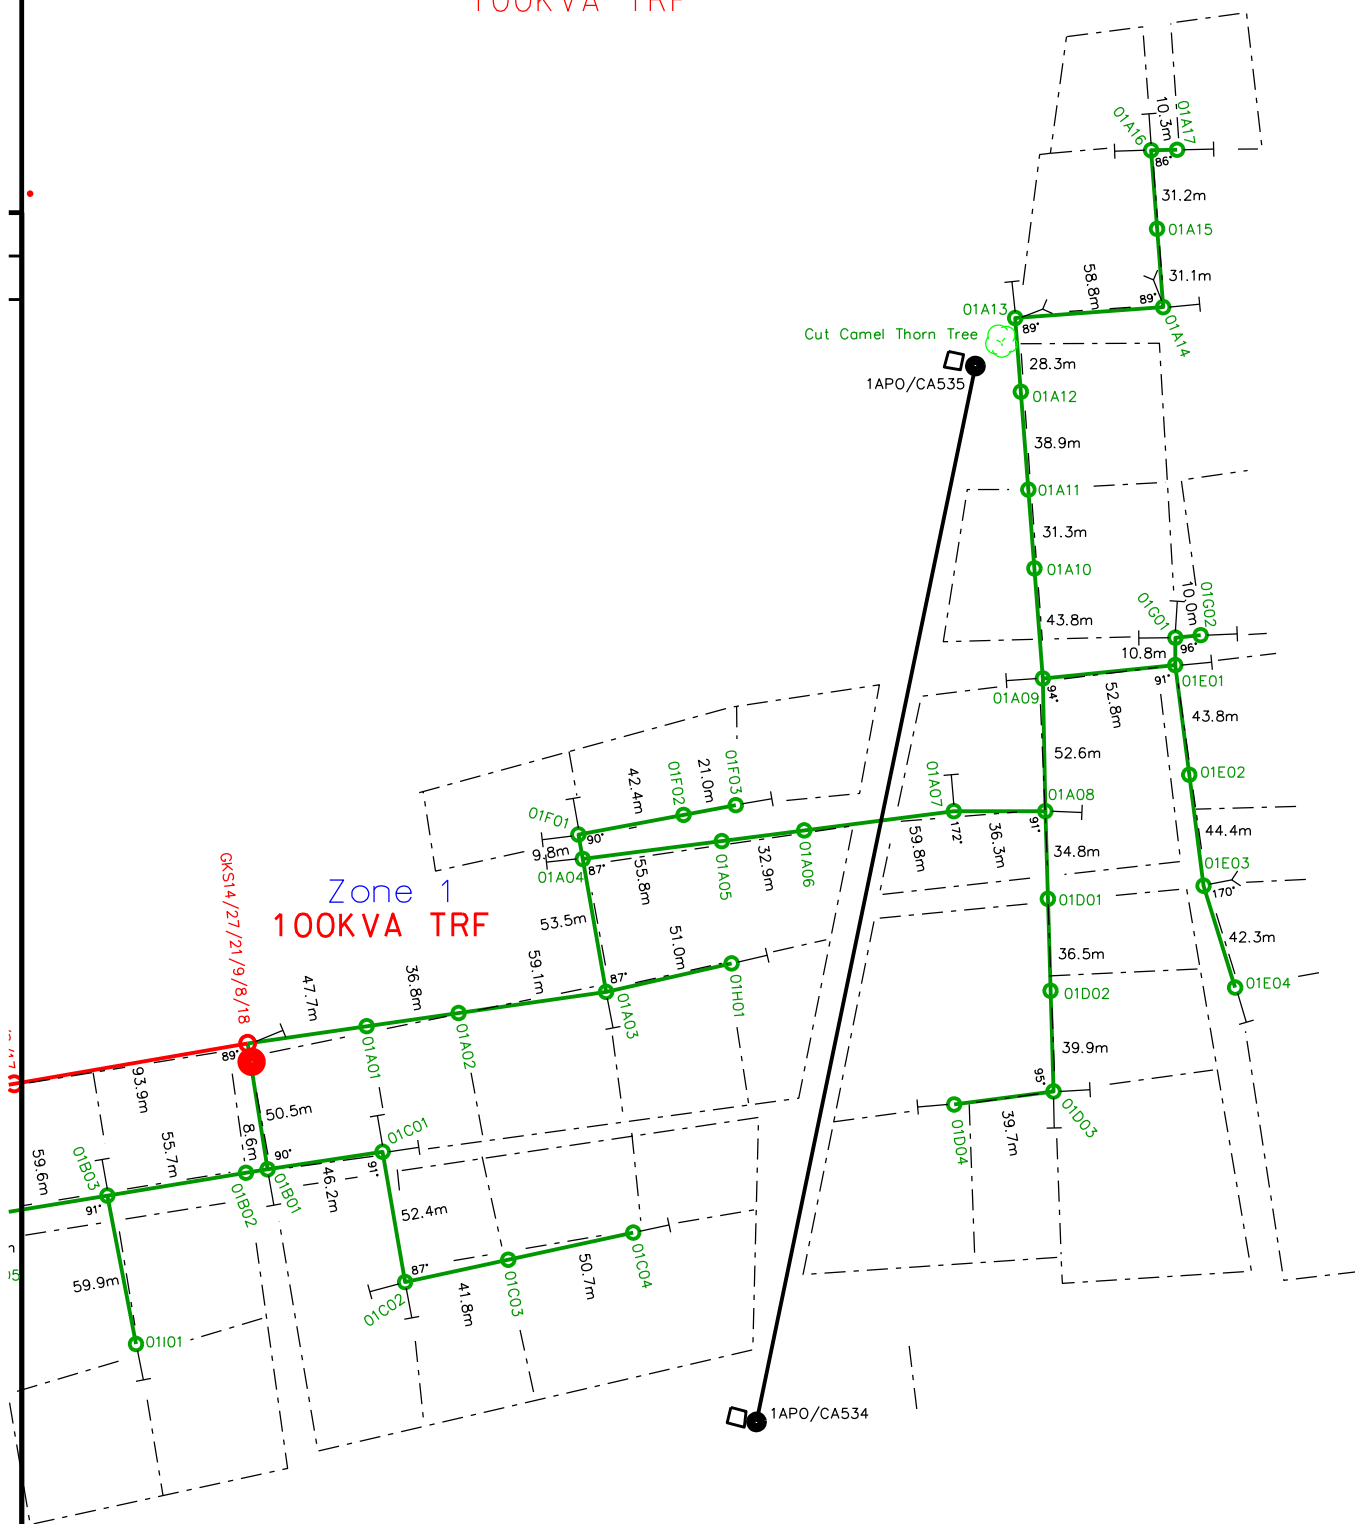 100KVA TRF
10.3m
01A16
01A17
86°
31.2m
01A15
58.8m
31.1m
89°
01A13
01A14
89°
Cut Camel Thorn Tree
28.3m
1APO/CA535
01A12
38.9m
01A11
31.3m
01A10
10.0m
01G01
01G02
43.8m
96°
10.8m
91°
01E01
94°
01A09
52.8m
43.8m
52.6m
01E02
01F03
21.0m
01F02
42.4m
01A07
01A08
01F01
90°
172°
91°
44.4m
9.8m
36.3m
34.8m
59.8m
32.9m
01A06
01A05
55.8m
01A04
87°
01E03
170°
Zone 1
100KVA TRF
GKS14/27/21/9/8/18
01D01
53.5m
51.0m
42.3m
36.5m
59.1m
36.8m
47.7m
87°
01H01
01E04
01D02
01A03
01A02
01A01
89°
39.9m
93.9m
95°
50.5m
01D03
39.7m
01D04
8.6m
01C01
55.7m
90°
59.6m
01B03
91°
46.2m
01B01
01B02
91°
52.4m
01C04
87°
50.7m
59.9m
01C03
41.8m
01C02
01I01
1APO/CA534